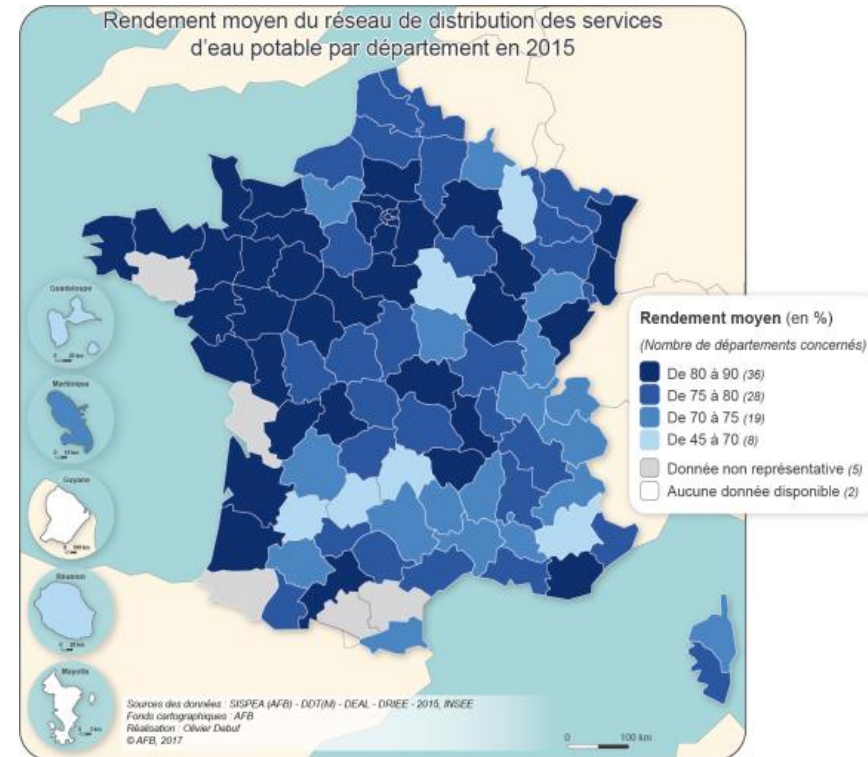 Rendement moyen du réseau de distribution des services
d'eau potable par département en 2015
Guadeloupe
Martinique
Guyane
Réunion
Mayotte
Rendement moyen (en %)
(Nombre de départements concernés)
De 80 à 90 (36)
De 75 à 80 (28)
De 70 à 75 (19)
De 45 à 70 (8)
Donnée non représentative (5)
Aucune donnée disponible (2)
Sources des données : SISPEA (AFB) - DDT(M) - DEAL - DRIEE - 2015, INSEE
Fonds cartographiques : AFB
Réalisation : Olivier Debuf
© AFB, 2017
0 100 km